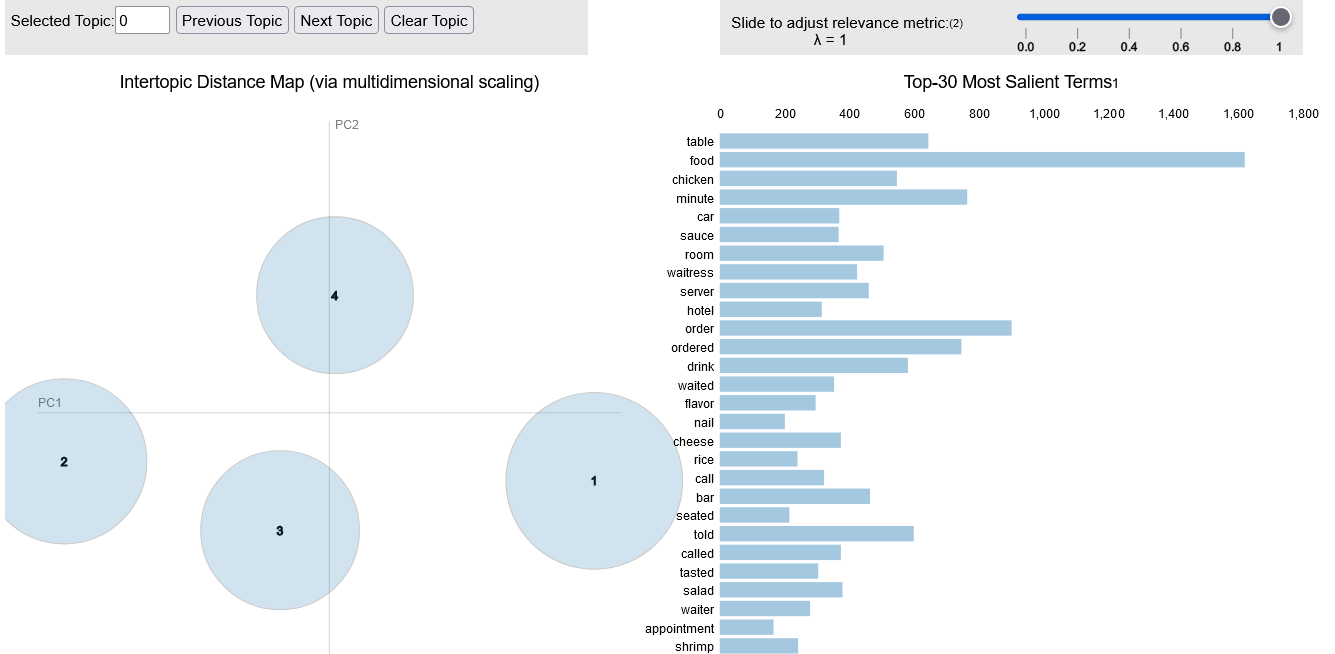 Selected Topic: 0 Previous Topic Next Topic Clear Topic
Slide to adjust relevance metric:(2)
λ = 1
0.0 0.2 0.4 0.6 0.8 1
Intertopic Distance Map (via multidimensional scaling)
PC2
4
PC1
2
1
3
Top-30 Most Salient Terms1
0 200 400 600 800 1,000 1,200 1,400 1,600 1,800
table
food
chicken
minute
car
sauce
room
waitress
server
hotel
order
ordered
drink
waited
flavor
nail
cheese
rice
call
bar
seated
told
called
tasted
salad
waiter
appointment
shrimp